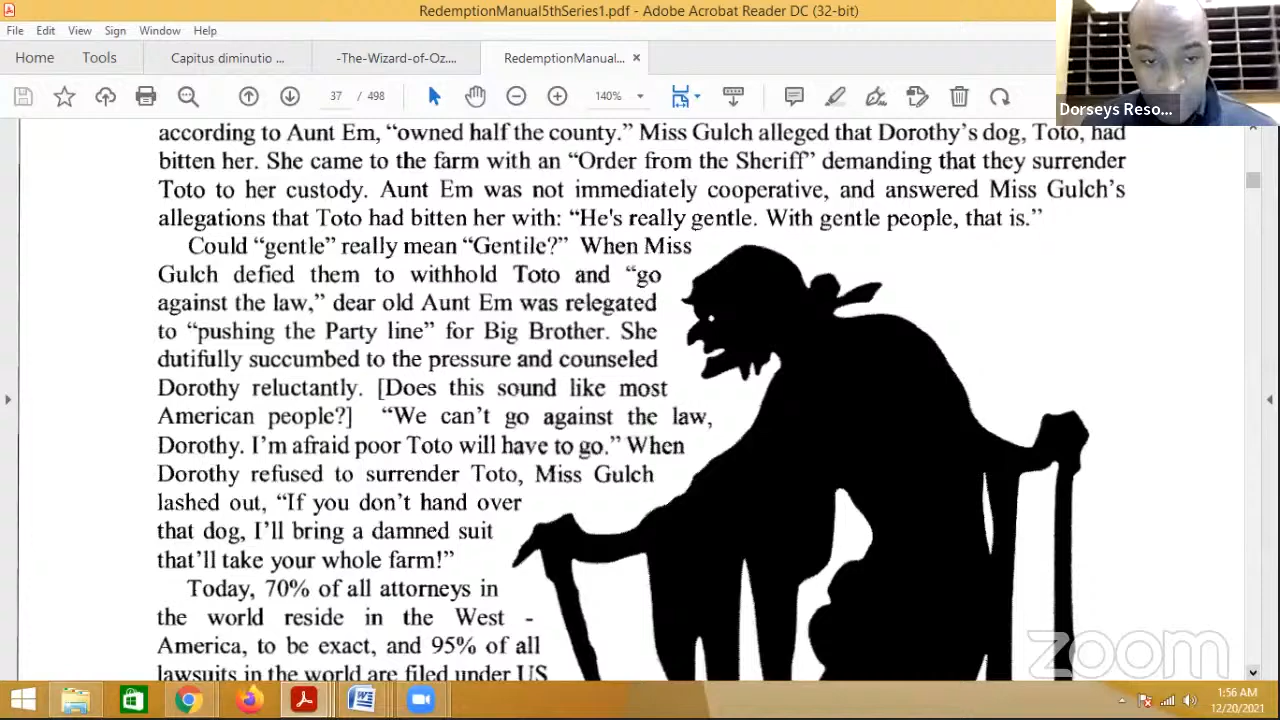 RedemptionManual5thSeries1.pdf - Adobe Acrobat Reader DC (32-bit)
File Edit View Sign Window Help
Home Tools Capitus diminutio ... -The-Wizard-of-Oz.... RedemptionManual... ×
37 / 140%
Dorseys Reso...
according to Aunt Em, “owned half the county.” Miss Gulch alleged that Dorothy’s dog, Toto, had
bitten her. She came to the farm with an “Order from the Sheriff” demanding that they surrender
Toto to her custody. Aunt Em was not immediately cooperative, and answered Miss Gulch’s
allegations that Toto had bitten her with: “He's really gentle. With gentle people, that is.”
Could “gentle” really mean “Gentile?” When Miss
Gulch defied them to withhold Toto and “go
against the law,” dear old Aunt Em was relegated
to “pushing the Party line” for Big Brother. She
dutifully succumbed to the pressure and counseled
Dorothy reluctantly. [Does this sound like most
American people?] “We can’t go against the law,
Dorothy. I’m afraid poor Toto will have to go.” When
Dorothy refused to surrender Toto, Miss Gulch
lashed out, “If you don’t hand over
that dog, I’ll bring a damned suit
that’ll take your whole farm!”
Today, 70% of all attorneys in
the world reside in the West -
America, to be exact, and 95% of all
lawsuits in the world are filed under US
zoom
1:56 AM
12/20/2021